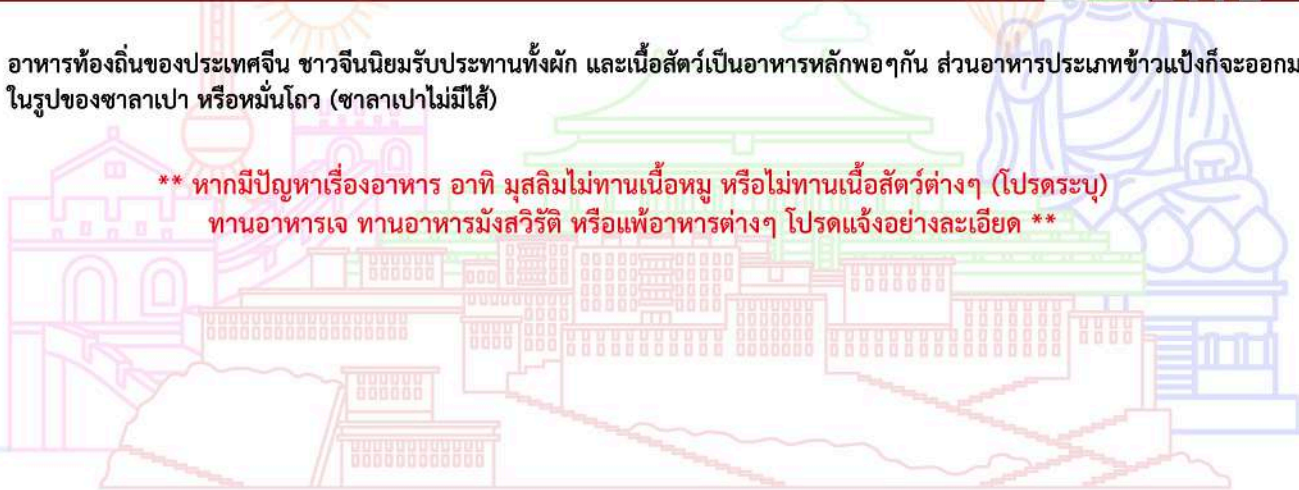 อาหารท้องถิ่นของประเทศจีน ชาวจีนนิยมรับประทานทั้งผัก และเนื้อสัตว์เป็นอาหารหลักพอๆกัน ส่วนอาหารประเภทข้าวแป้งก็จะออกม
ในรูปของซาลาเปา หรือหมั่นโถว (ซาลาเปาไม่มีไส้)
** หากมีปัญหาเรื่องอาหาร อาทิ มุสลิมไม่ทานเนื้อหมู หรือไม่ทานเนื้อสัตว์ต่างๆ (โปรดระบุ)
ทานอาหารเจ ทานอาหารมังสวิรัติ หรือแพ้อาหารต่างๆ โปรดแจ้งอย่างละเอียด **